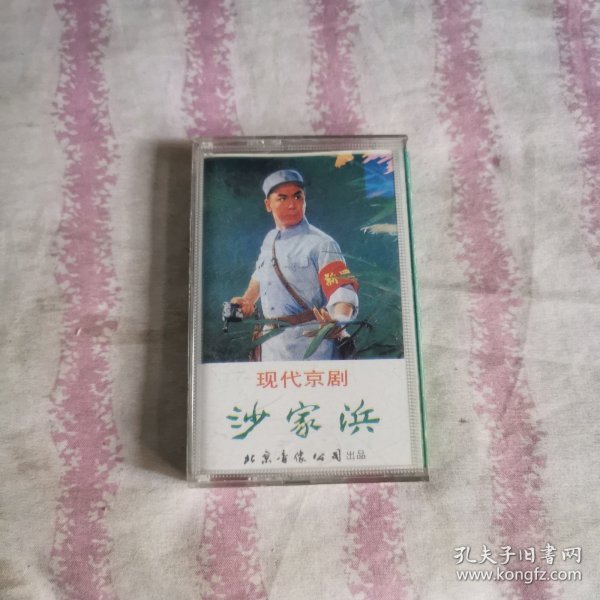 新
现代京剧
沙家浜
北京音像公司出品
孔夫子旧书网
www.kongfz.com